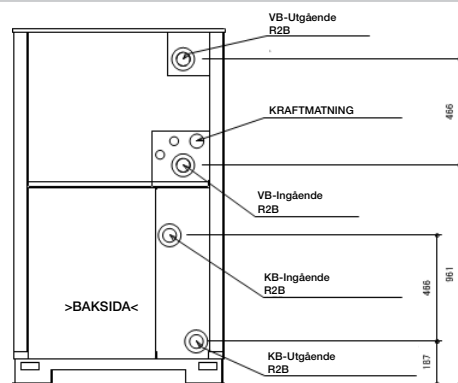 VB-Utgående
R2B
466
KRAFTMATNING
VB-Ingående
R2B
961
KB-Ingående
R2B
466
>BAKSIDA<
KB-Utgående
R2B
187